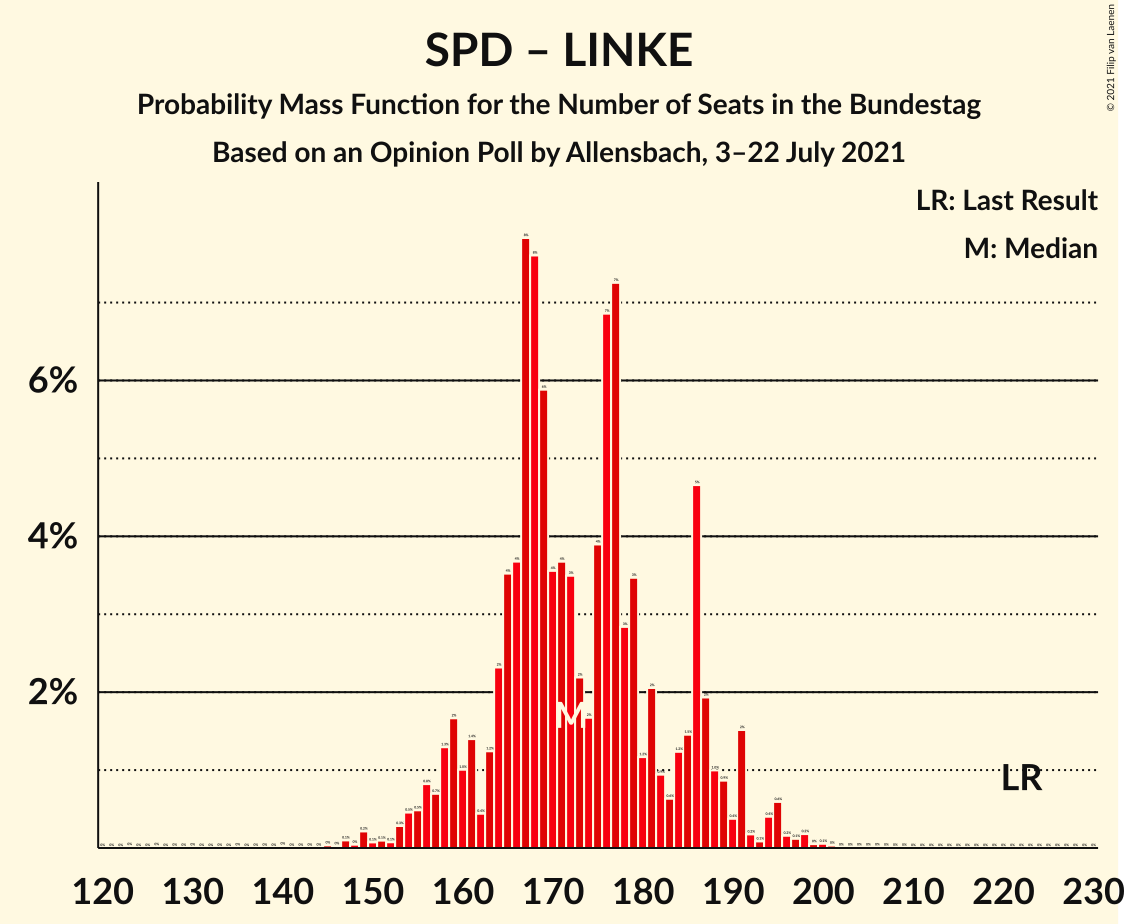 SPD – LINKE
Probability Mass Function for the Number of Seats in the Bundestag
Based on an Opinion Poll by Allensbach, 3–22 July 2021
© 2021 Filip van Laenen
LR: Last Result
M: Median
6%
4%
2%
M
LR
120 130 140 150 160 170 180 190 200 210 220 230